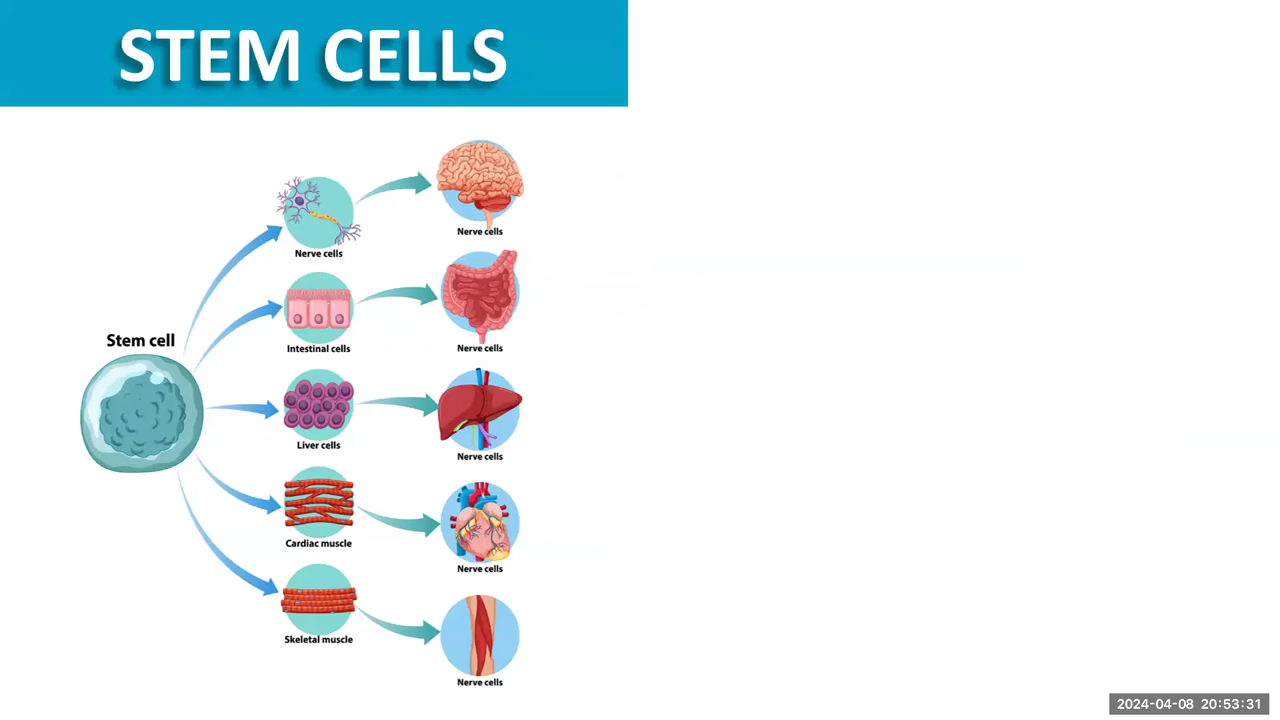 STEM CELLS
Nerve cells
Nerve cells
Intestinal cells
Nerve cells
Stem cell
Liver cells
Nerve cells
Cardiac muscle
Nerve cells
Skeletal muscle
Nerve cells
2024-04-08 20:53:31